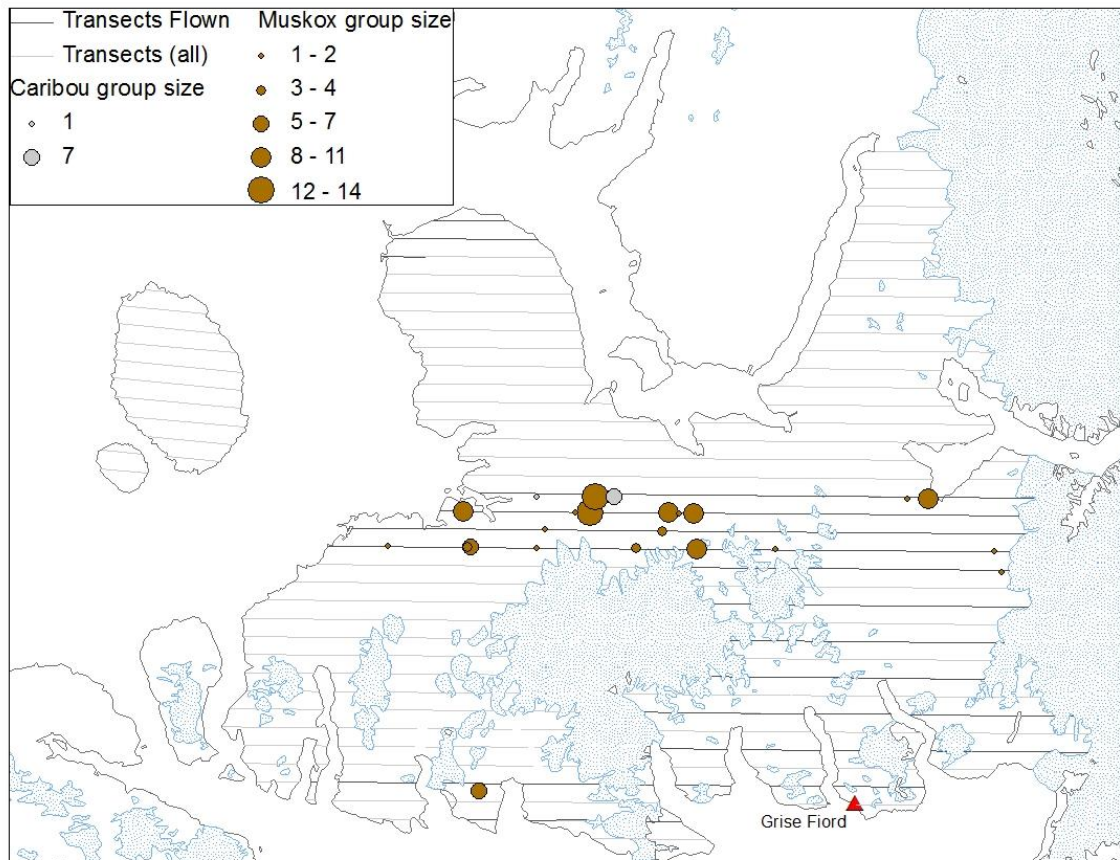 Transects Flown
Transects (all)
Caribou group size
1
7
Muskox group size
1 - 2
3 - 4
5 - 7
8 - 11
12 - 14
Grise Fiord